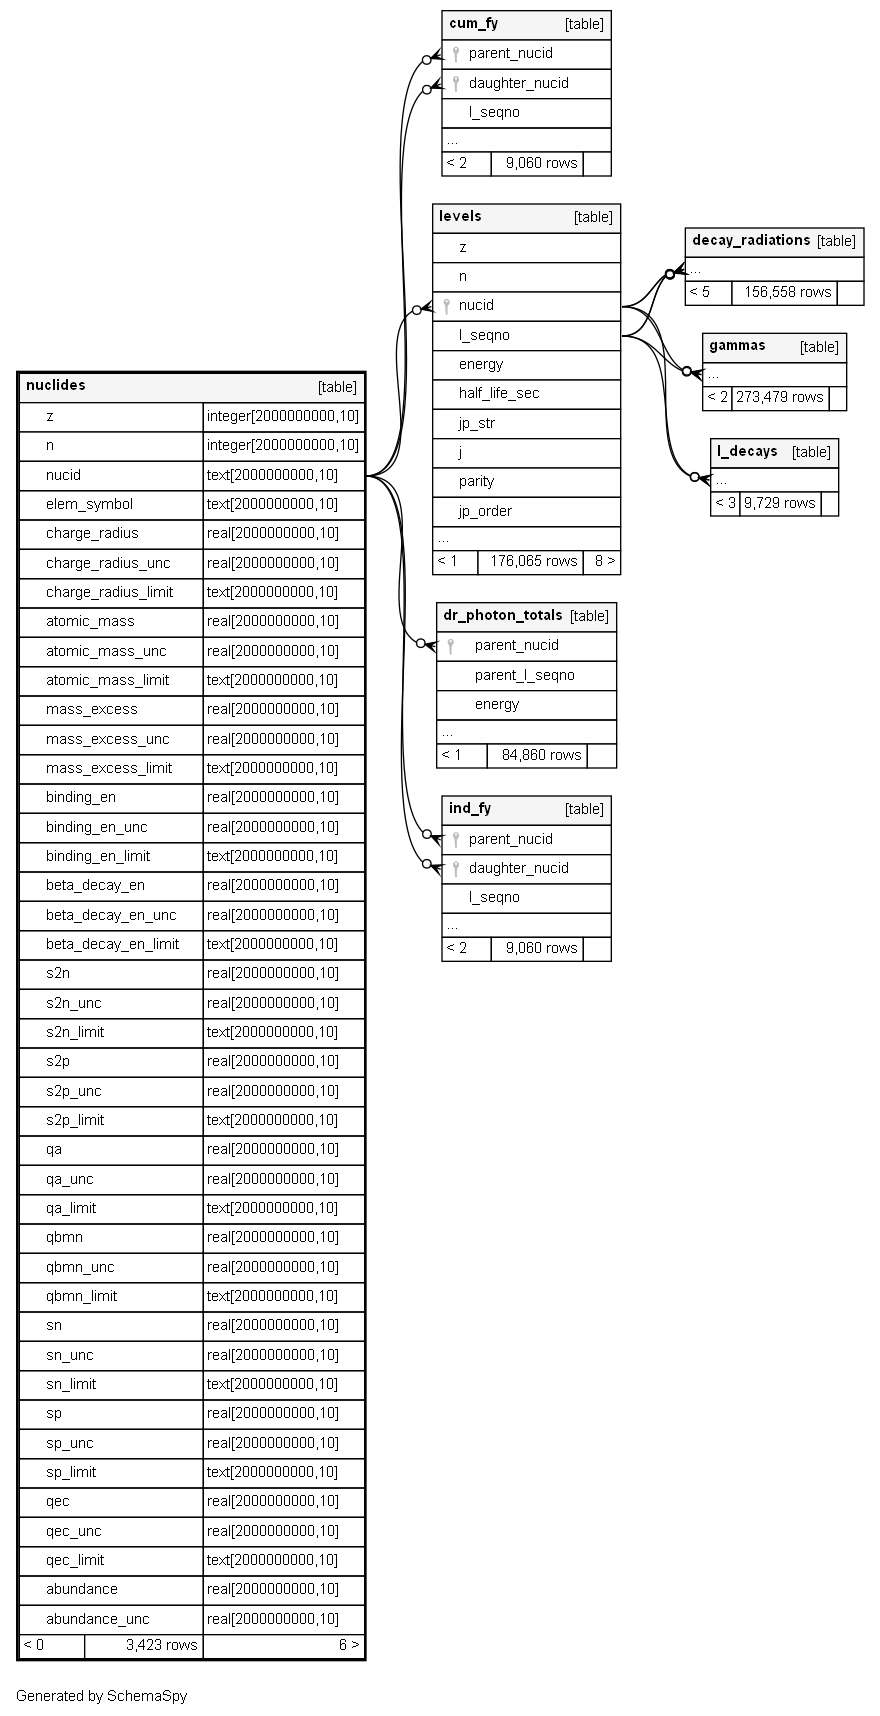 cum_fy [table]
parent_nucid
daughter_nucid
l_seqno
...
< 2 9,060 rows
levels [table]
z
n
nucid
l_seqno
energy
half_life_sec
jp_str
j
parity
jp_order
...
< 1 176,065 rows 8 >
decay_radiations [table]
...
< 5 156,558 rows
gammas [table]
...
< 2 273,479 rows
l_decays [table]
...
< 3 9,729 rows
nuclides [table]
z integer[2000000000,10]
n integer[2000000000,10]
nucid text[2000000000,10]
elem_symbol text[2000000000,10]
charge_radius real[2000000000,10]
charge_radius_unc real[2000000000,10]
charge_radius_limit text[2000000000,10]
atomic_mass real[2000000000,10]
atomic_mass_unc real[2000000000,10]
atomic_mass_limit text[2000000000,10]
mass_excess real[2000000000,10]
mass_excess_unc real[2000000000,10]
mass_excess_limit text[2000000000,10]
binding_en real[2000000000,10]
binding_en_unc real[2000000000,10]
binding_en_limit text[2000000000,10]
beta_decay_en real[2000000000,10]
beta_decay_en_unc real[2000000000,10]
beta_decay_en_limit text[2000000000,10]
s2n real[2000000000,10]
s2n_unc real[2000000000,10]
s2n_limit text[2000000000,10]
s2p real[2000000000,10]
s2p_unc real[2000000000,10]
s2p_limit text[2000000000,10]
qa real[2000000000,10]
qa_unc real[2000000000,10]
qa_limit text[2000000000,10]
qbmn real[2000000000,10]
qbmn_unc real[2000000000,10]
qbmn_limit text[2000000000,10]
sn real[2000000000,10]
sn_unc real[2000000000,10]
sn_limit text[2000000000,10]
sp real[2000000000,10]
sp_unc real[2000000000,10]
sp_limit text[2000000000,10]
qec real[2000000000,10]
qec_unc real[2000000000,10]
qec_limit text[2000000000,10]
abundance real[2000000000,10]
abundance_unc real[2000000000,10]
< 0 3,423 rows 6 >
dr_photon_totals [table]
parent_nucid
parent_l_seqno
energy
...
< 1 84,860 rows
ind_fy [table]
parent_nucid
daughter_nucid
l_seqno
...
< 2 9,060 rows
Generated by SchemaSpy